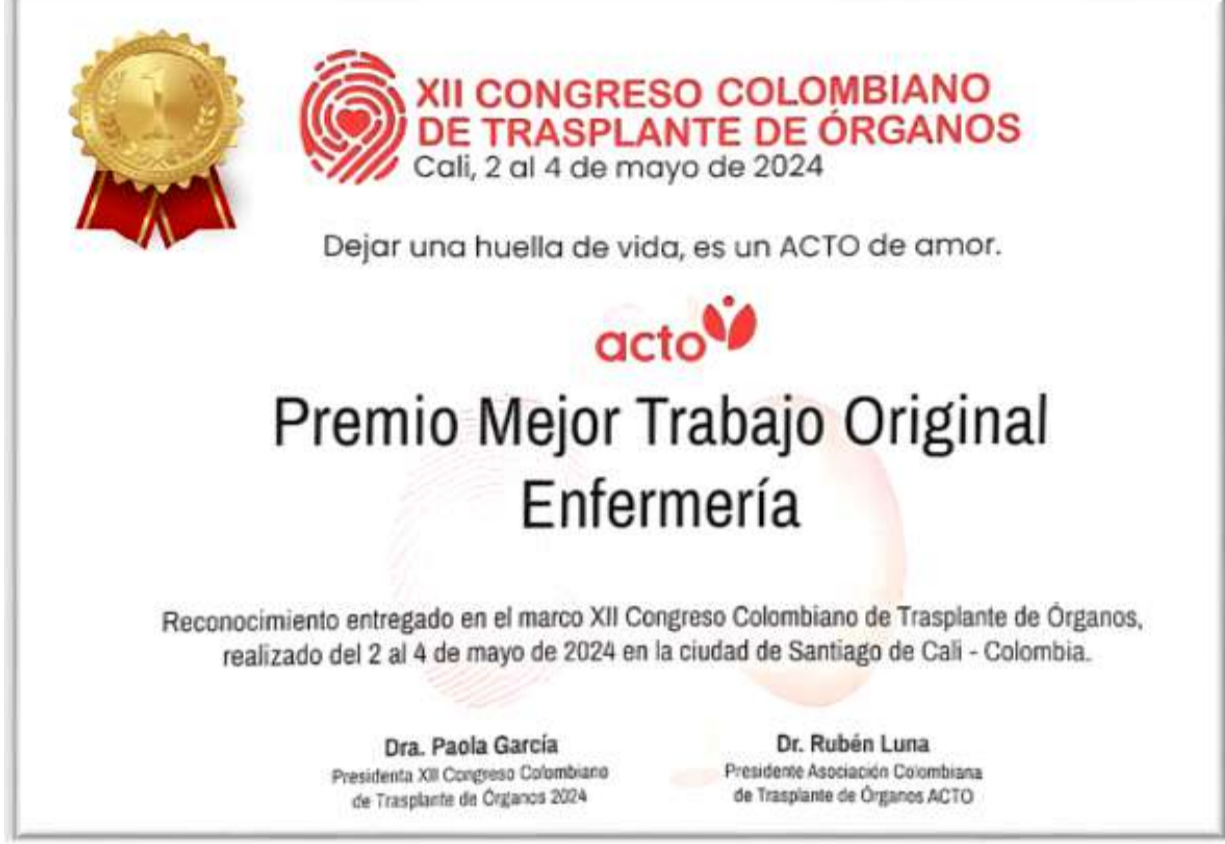 1
XII CONGRESO COLOMBIANO
DE TRASPLANTE DE ÓRGANOS
Cali, 2 al 4 de mayo de 2024
Dejar una huella de vida, es un ACTO de amor.
acto
Premio Mejor Trabajo Original
Enfermería
Reconocimiento entregado en el marco XII Congreso Colombiano de Trasplante de Órganos,
realizado del 2 al 4 de mayo de 2024 en la ciudad de Santiago de Cali - Colombia.
Dra. Paola García
Presidenta XII Congreso Colombiano
de Trasplante de Órganos 2024
Dr. Rubén Luna
Presidente Asociación Colombiana
de Trasplante de Órganos ACTO